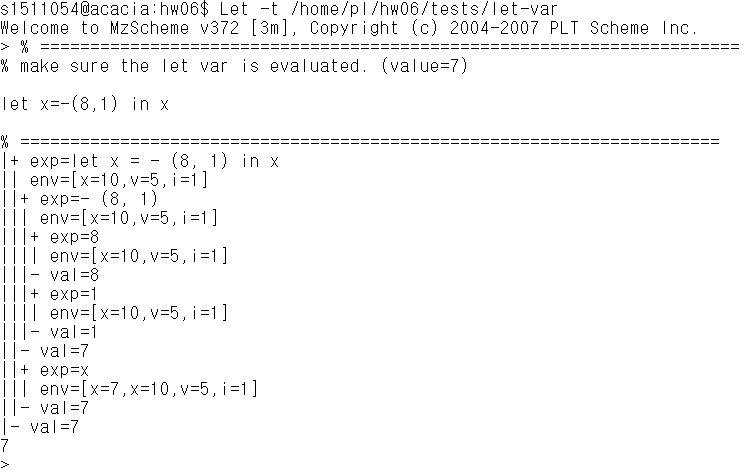 s1511054@acacia:hw06$ Let -t /home/pl/hw06/tests/let-var
Welcome to MzScheme v372 [3m], Copyright (c) 2004-2007 PLT Scheme Inc.
> % ======================================================================
% make sure the let var is evaluated. (value=7)
let x=-(8,1) in x
% ======================================================================
|+ exp=let x = - (8, 1) in x
|| env=[x=10,v=5,i=1]
||+ exp=- (8, 1)
||| env=[x=10,v=5,i=1]
|||+ exp=8
|||| env=[x=10,v=5,i=1]
|||- val=8
|||+ exp=1
|||| env=[x=10,v=5,i=1]
|||- val=1
||- val=7
||+ exp=x
||| env=[x=7,x=10,v=5,i=1]
||- val=7
|- val=7
7
>